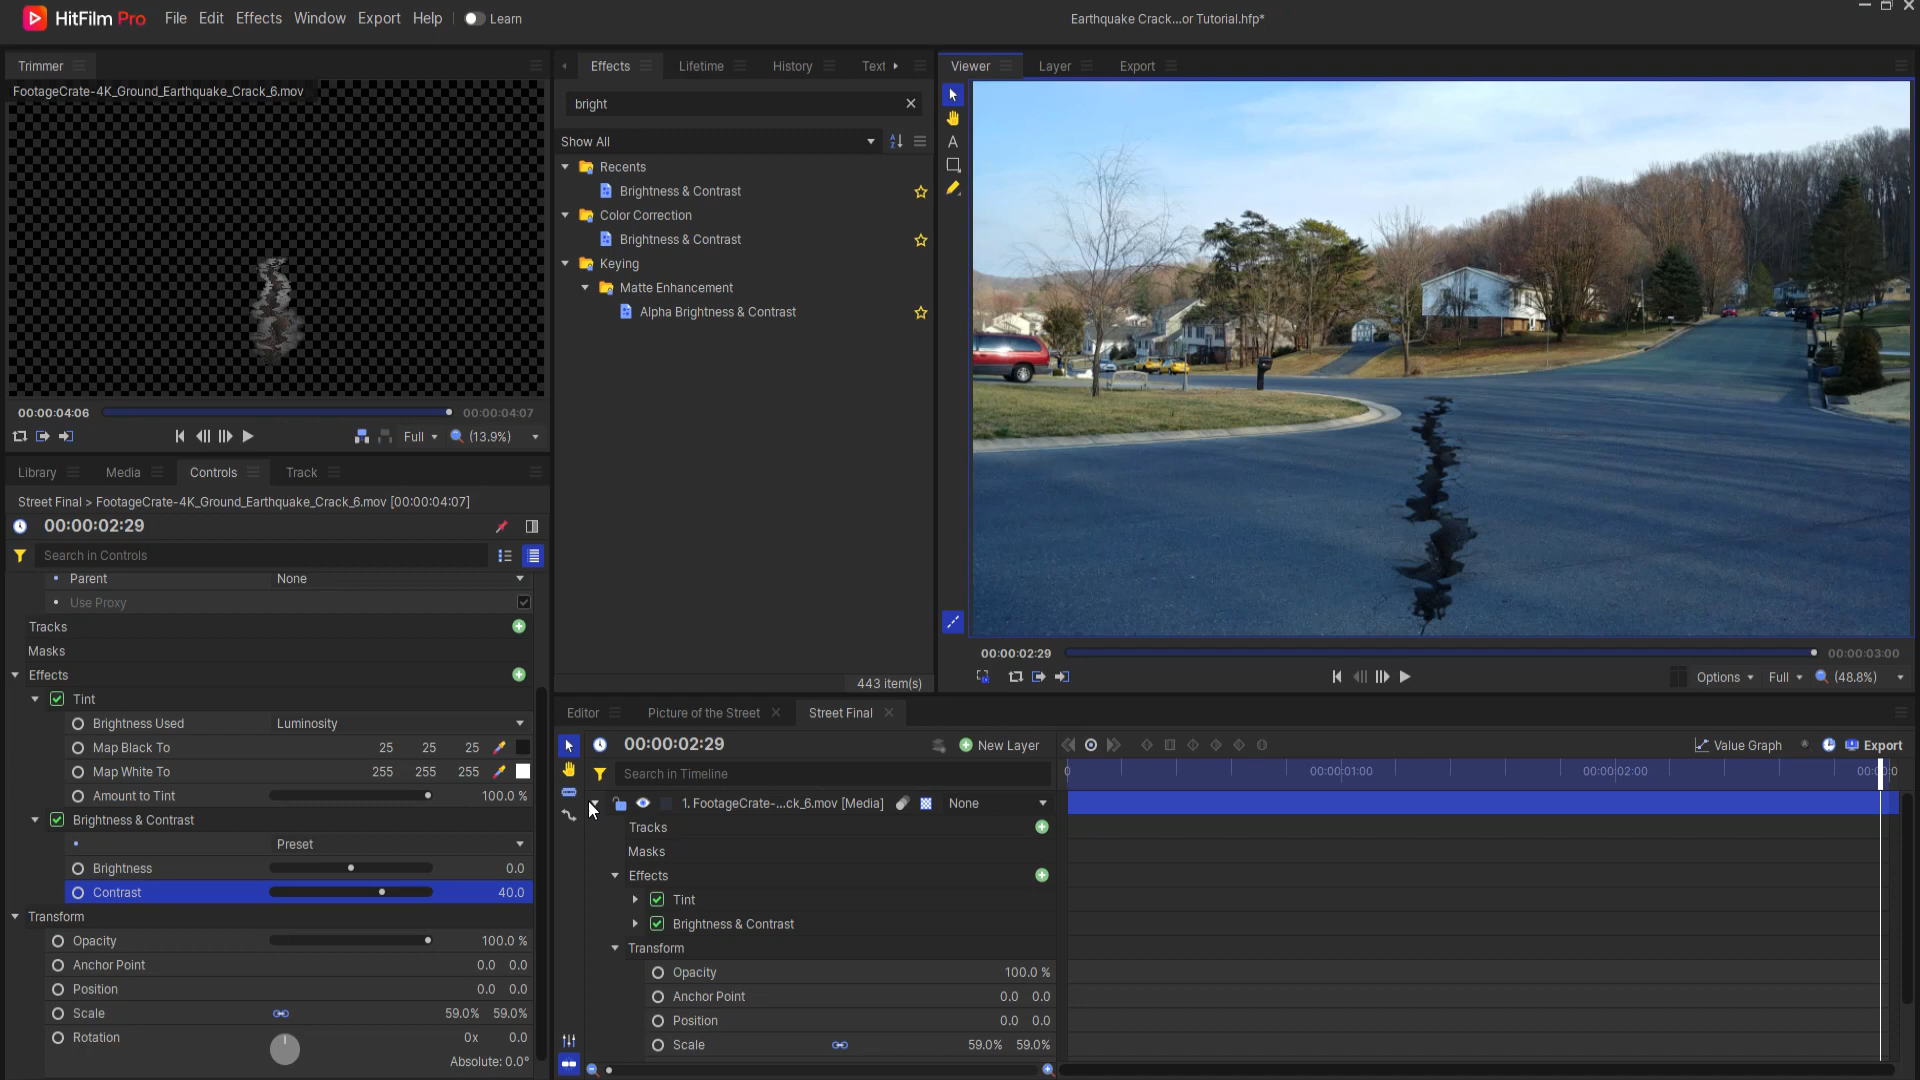 HitFilm Pro File Edit Effects Window Export Help Learn
Earthquake Crack...or Tutorial.hfp*
Trimmer
FootageCrate-4K_Ground_Earthquake_Crack_6.mov
00:00:04:06
00:00:04:07
Full (13.9%)
Library Media Controls Track
Street Final > FootageCrate-4K_Ground_Earthquake_Crack_6.mov [00:00:04:07]
00:00:02:29
Search in Controls
Parent None
Use Proxy
Tracks
Masks
Effects
Tint
Brightness Used Luminosity
Map Black To 25 25 25
Map White To 255 255 255
Amount to Tint 100.0 %
Brightness & Contrast
Preset
Brightness 0.0
Contrast 40.0
Transform
Opacity 100.0 %
Anchor Point 0.0 0.0
Position 0.0 0.0
Scale 59.0% 59.0%
Rotation 0x 0.0
Absolute: 0.0°
Effects Lifetime History Text
bright
Show All
Recents
Brightness & Contrast
Color Correction
Brightness & Contrast
Keying
Matte Enhancement
Alpha Brightness & Contrast
443 item(s)
Viewer Layer Export
A
00:00:02:29
00:00:03:00
Options Full (48.8%)
Editor Picture of the Street Street Final
00:00:02:29
New Layer
Value Graph Export
Search in Timeline
0 00:00:01:00 00:00:02:00
1. FootageCrate-...ck_6.mov [Media] None
Tracks
Masks
Effects
Tint
Brightness & Contrast
Transform
Opacity 100.0 %
Anchor Point 0.0 0.0
Position 0.0 0.0
Scale 59.0% 59.0%